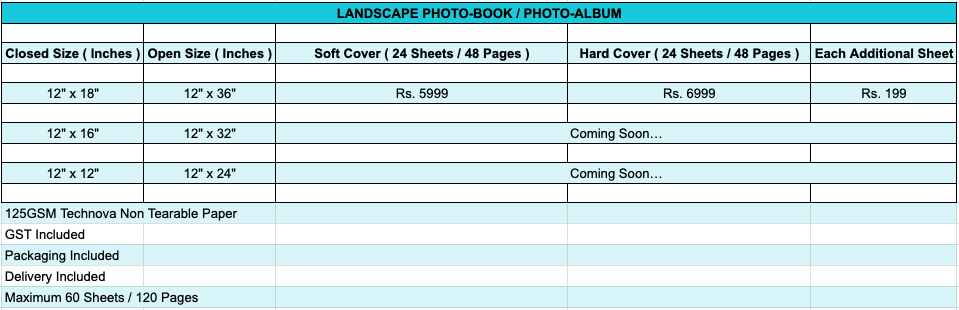 LANDSCAPE PHOTO-BOOK / PHOTO-ALBUM
Closed Size ( Inches ) Open Size ( Inches ) Soft Cover ( 24 Sheets / 48 Pages ) Hard Cover ( 24 Sheets / 48 Pages ) Each Additional Sheet
12" x 18" 12" x 36" Rs. 5999 Rs. 6999 Rs. 199
12" x 16" 12" x 32" Coming Soon…
12" x 12" 12" x 24" Coming Soon…
125GSM Technova Non Tearable Paper
GST Included
Packaging Included
Delivery Included
Maximum 60 Sheets / 120 Pages